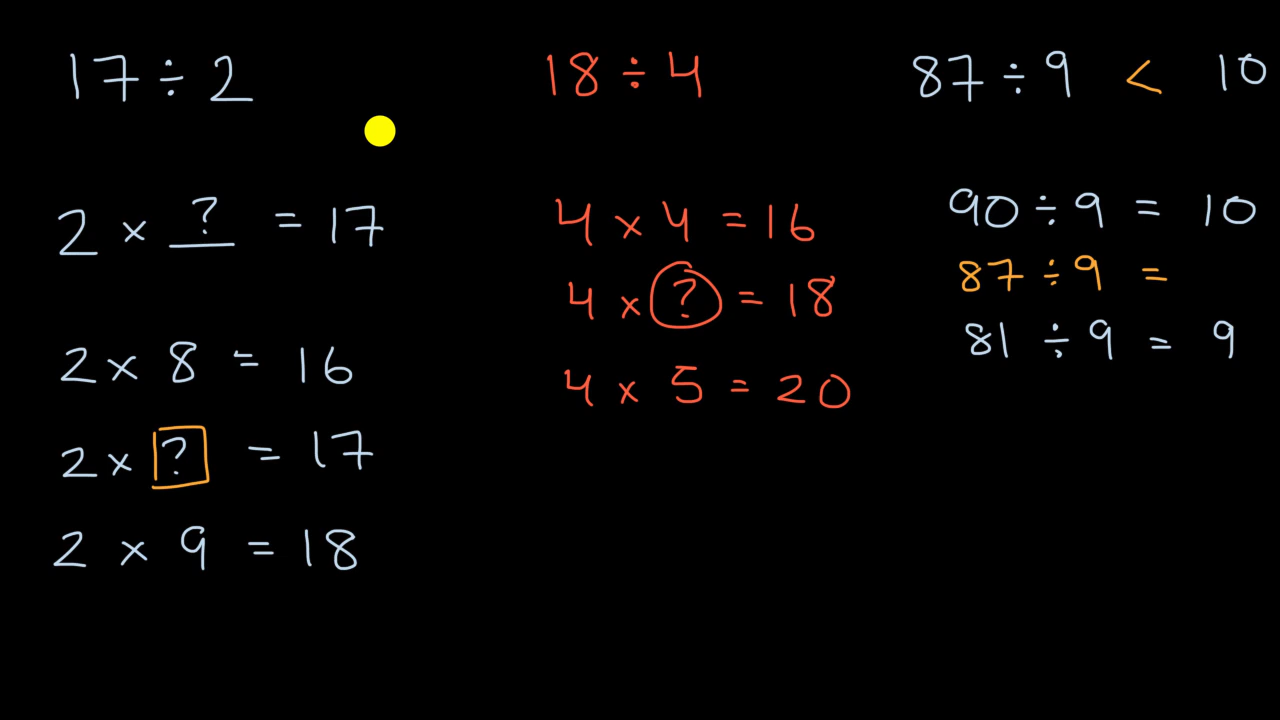 17 ÷ 2
2 × ? = 17
2 × 8 = 16
2 × ? = 17
2 × 9 = 18
18 ÷ 4
4 × 4 = 16
4 × ? = 18
4 × 5 = 20
87 ÷ 9 < 10
90 ÷ 9 = 10
87 ÷ 9 =
81 ÷ 9 = 9